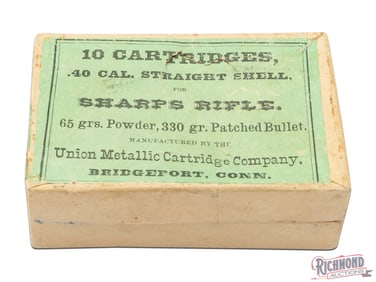 10 CARTRIDGES,
.40 CAL. STRAIGHT SHELL.
FOR
SHARPS RIFLE.
65 grs. Powder, 330 gr. Patched Bullet.
MANUFACTURED BY THE
Union Metallic Cartridge Company,
BRIDGEPORT, CONN.
RICHMOND
AUCTIONS